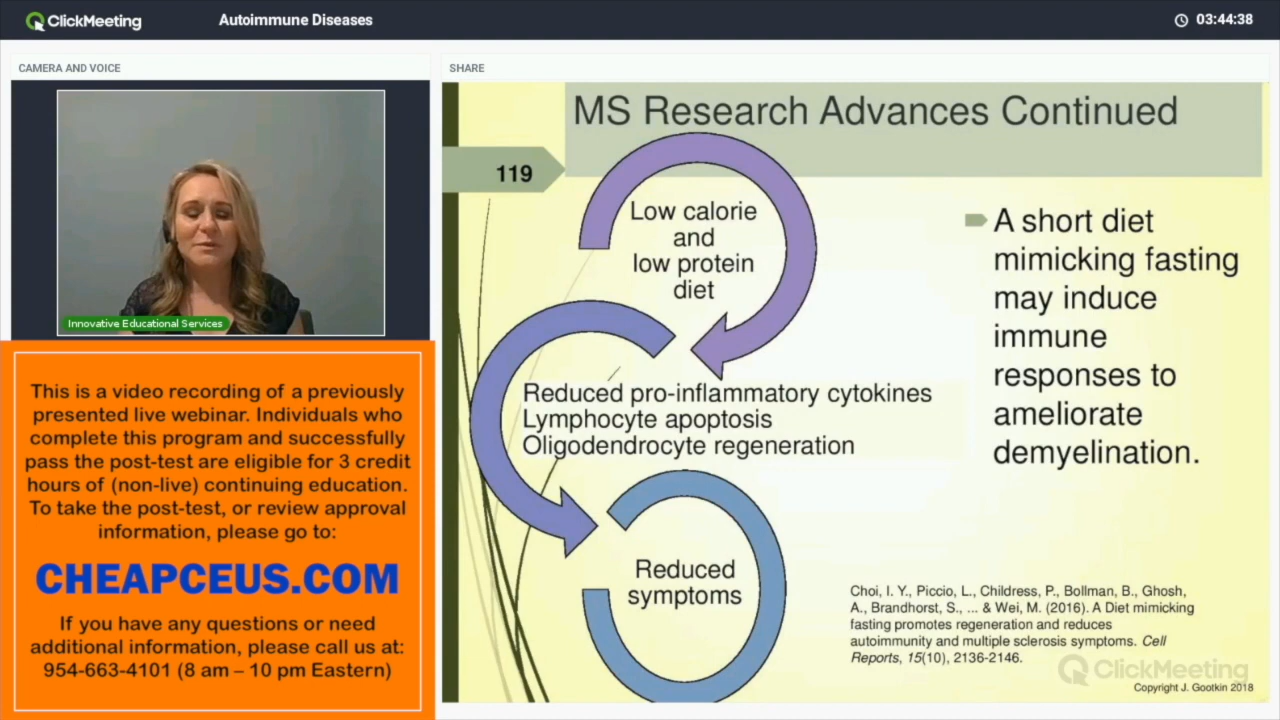 ClickMeeting
Autoimmune Diseases
03:44:38
CAMERA AND VOICE
Innovative Educational Services
This is a video recording of a previously
presented live webinar. Individuals who
complete this program and successfully
pass the post-test are eligible for 3 credit
hours of (non-live) continuing education.
To take the post-test, or review approval
information, please go to:
CHEAPCEUS.COM
If you have any questions or need
additional information, please call us at:
954-663-4101 (8 am – 10 pm Eastern)
SHARE
MS Research Advances Continued
119
Low calorie
and
low protein
diet
Reduced pro-inflammatory cytokines
Lymphocyte apoptosis
Oligodendrocyte regeneration
Reduced
symptoms
A short diet
mimicking fasting
may induce
immune
responses to
ameliorate
demyelination.
Choi, I. Y., Piccio, L., Childress, P., Bollman, B., Ghosh,
A., Brandhorst, S., ... & Wei, M. (2016). A Diet mimicking
fasting promotes regeneration and reduces
autoimmunity and multiple sclerosis symptoms. Cell
Reports, 15(10), 2136-2146.
ClickMeeting
Copyright J. Gootkin 2018